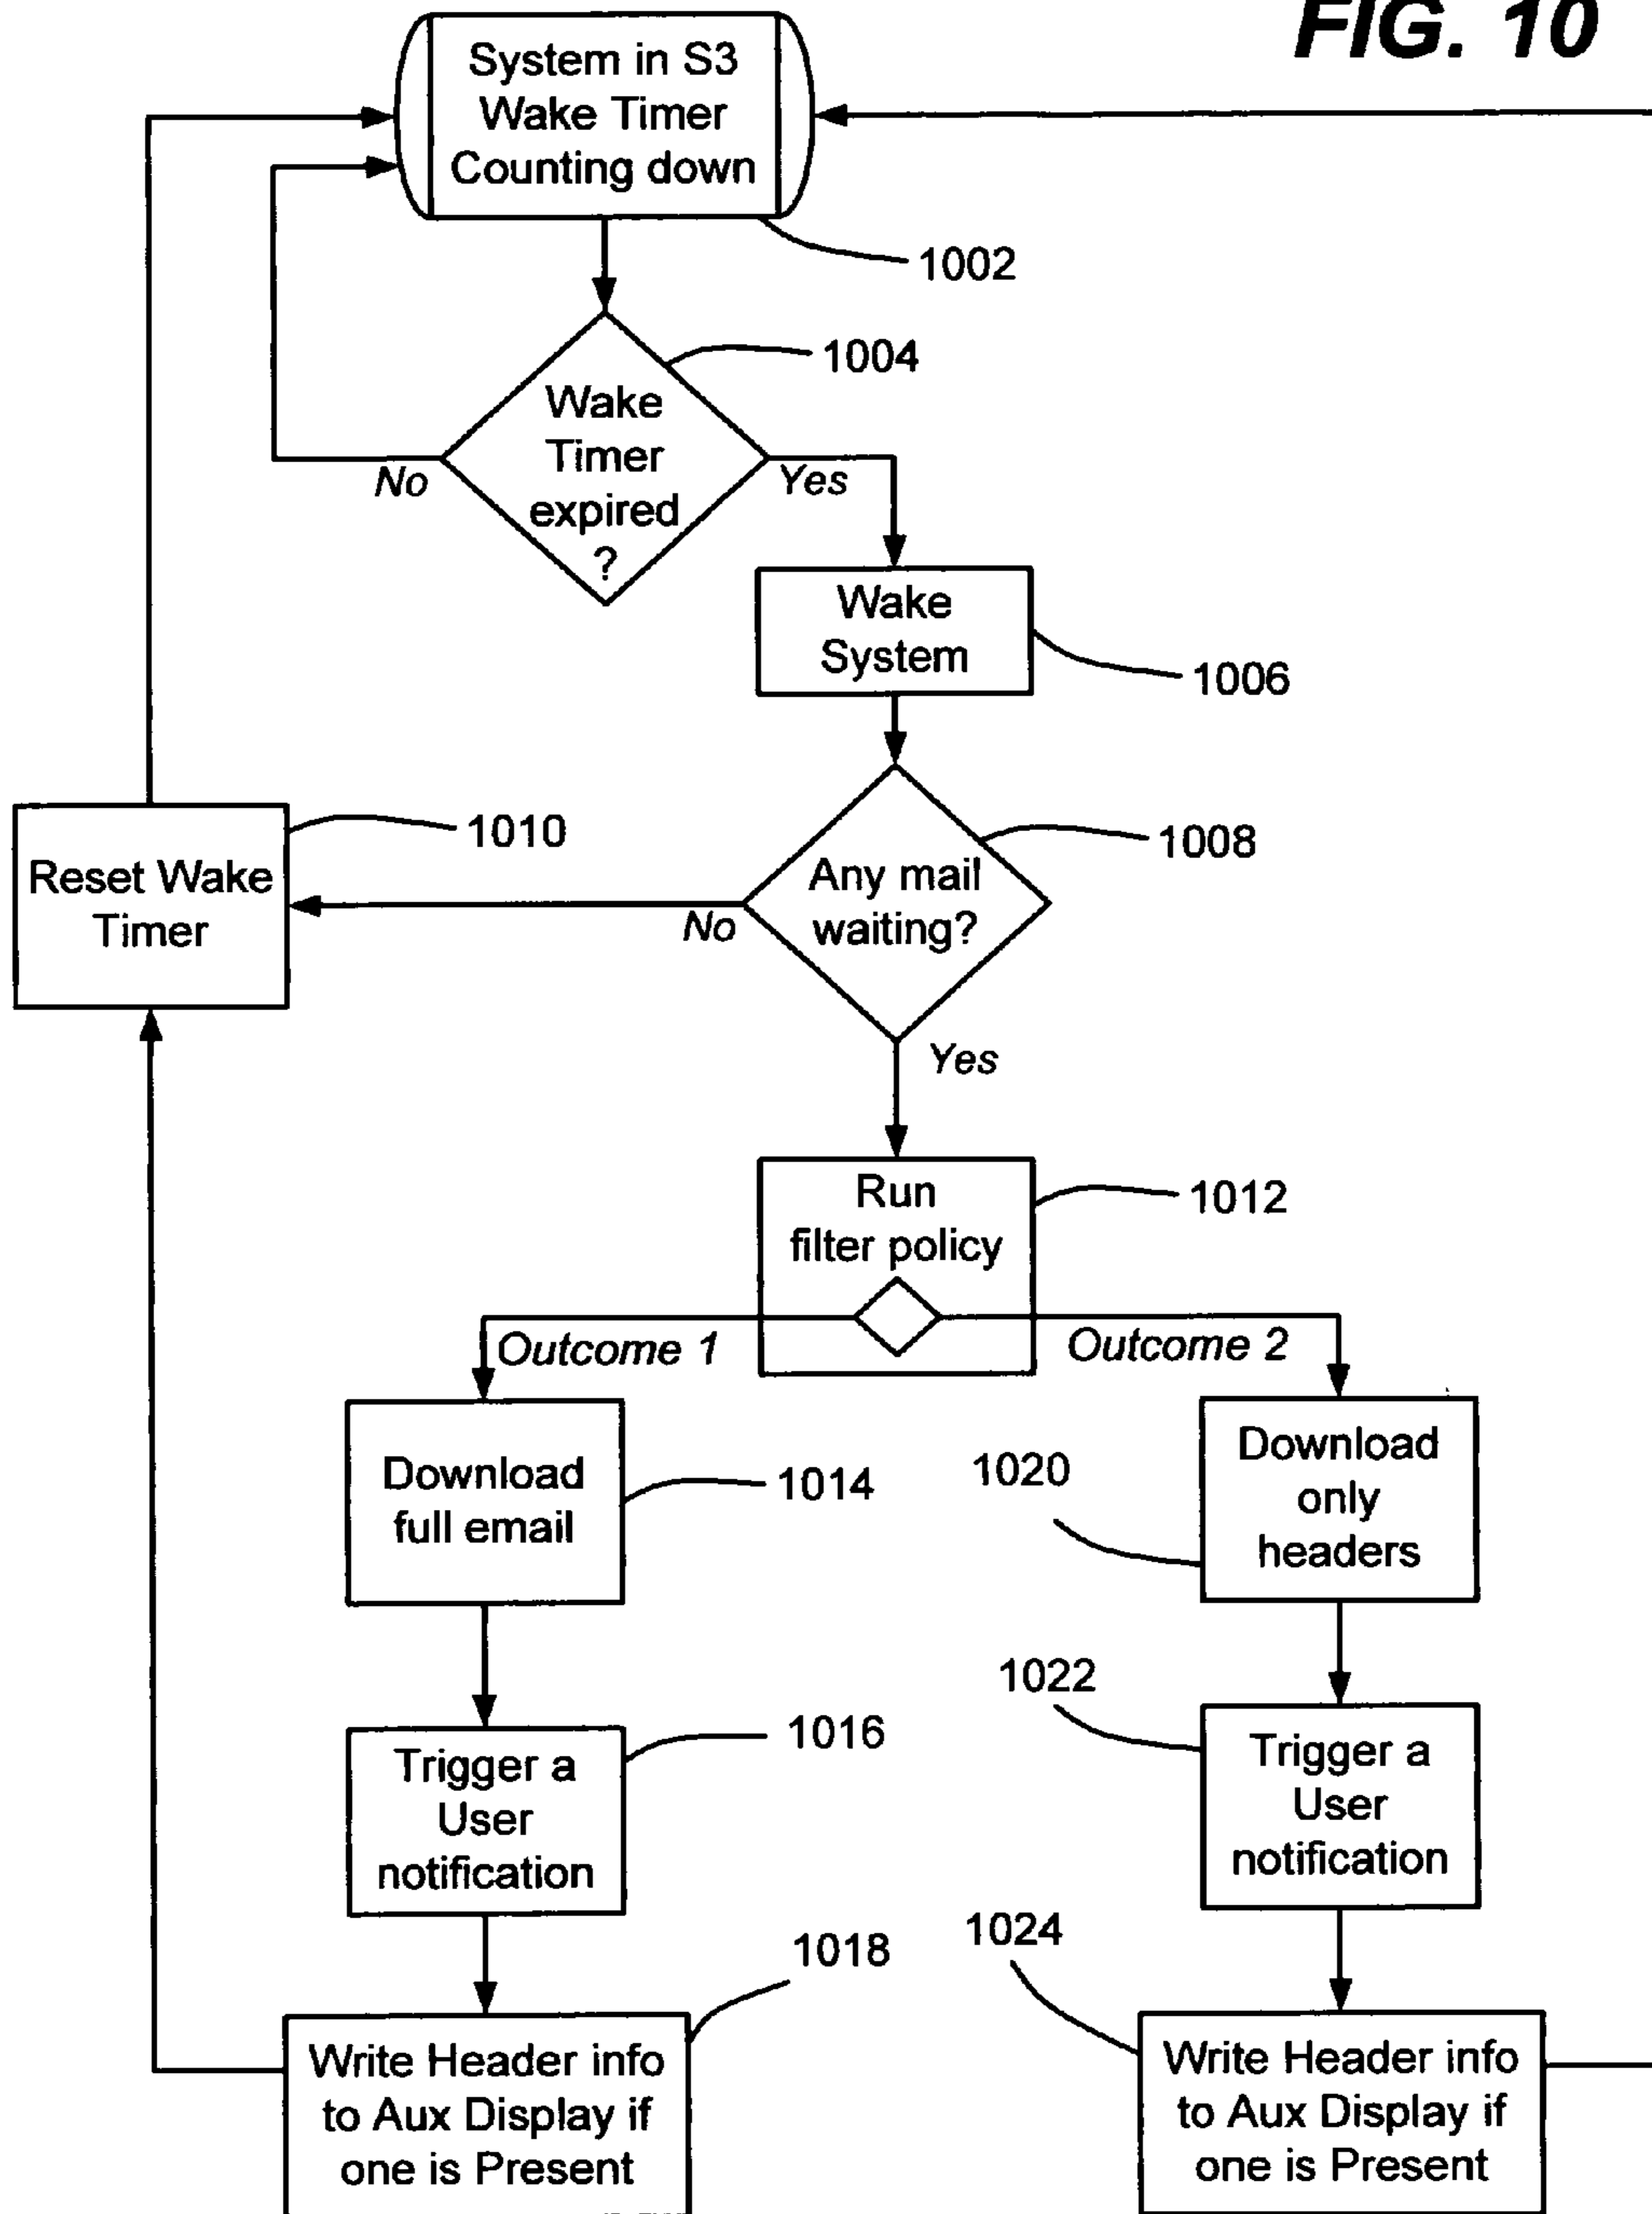 FIG. 10
System in S3
Wake Timer
Counting down
1002
1004
Wake
Timer
expired
?
No
Yes
Wake
System
1006
1010
Reset Wake
Timer
1008
Any mail
waiting?
No
Yes
Run
filter policy
1012
Outcome 1
Outcome 2
Download
full email
1014
1020
Download
only
headers
Trigger a
User
notification
1016
1022
Trigger a
User
notification
1018
Write Header info
to Aux Display if
one is Present
1024
Write Header info
to Aux Display if
one is Present